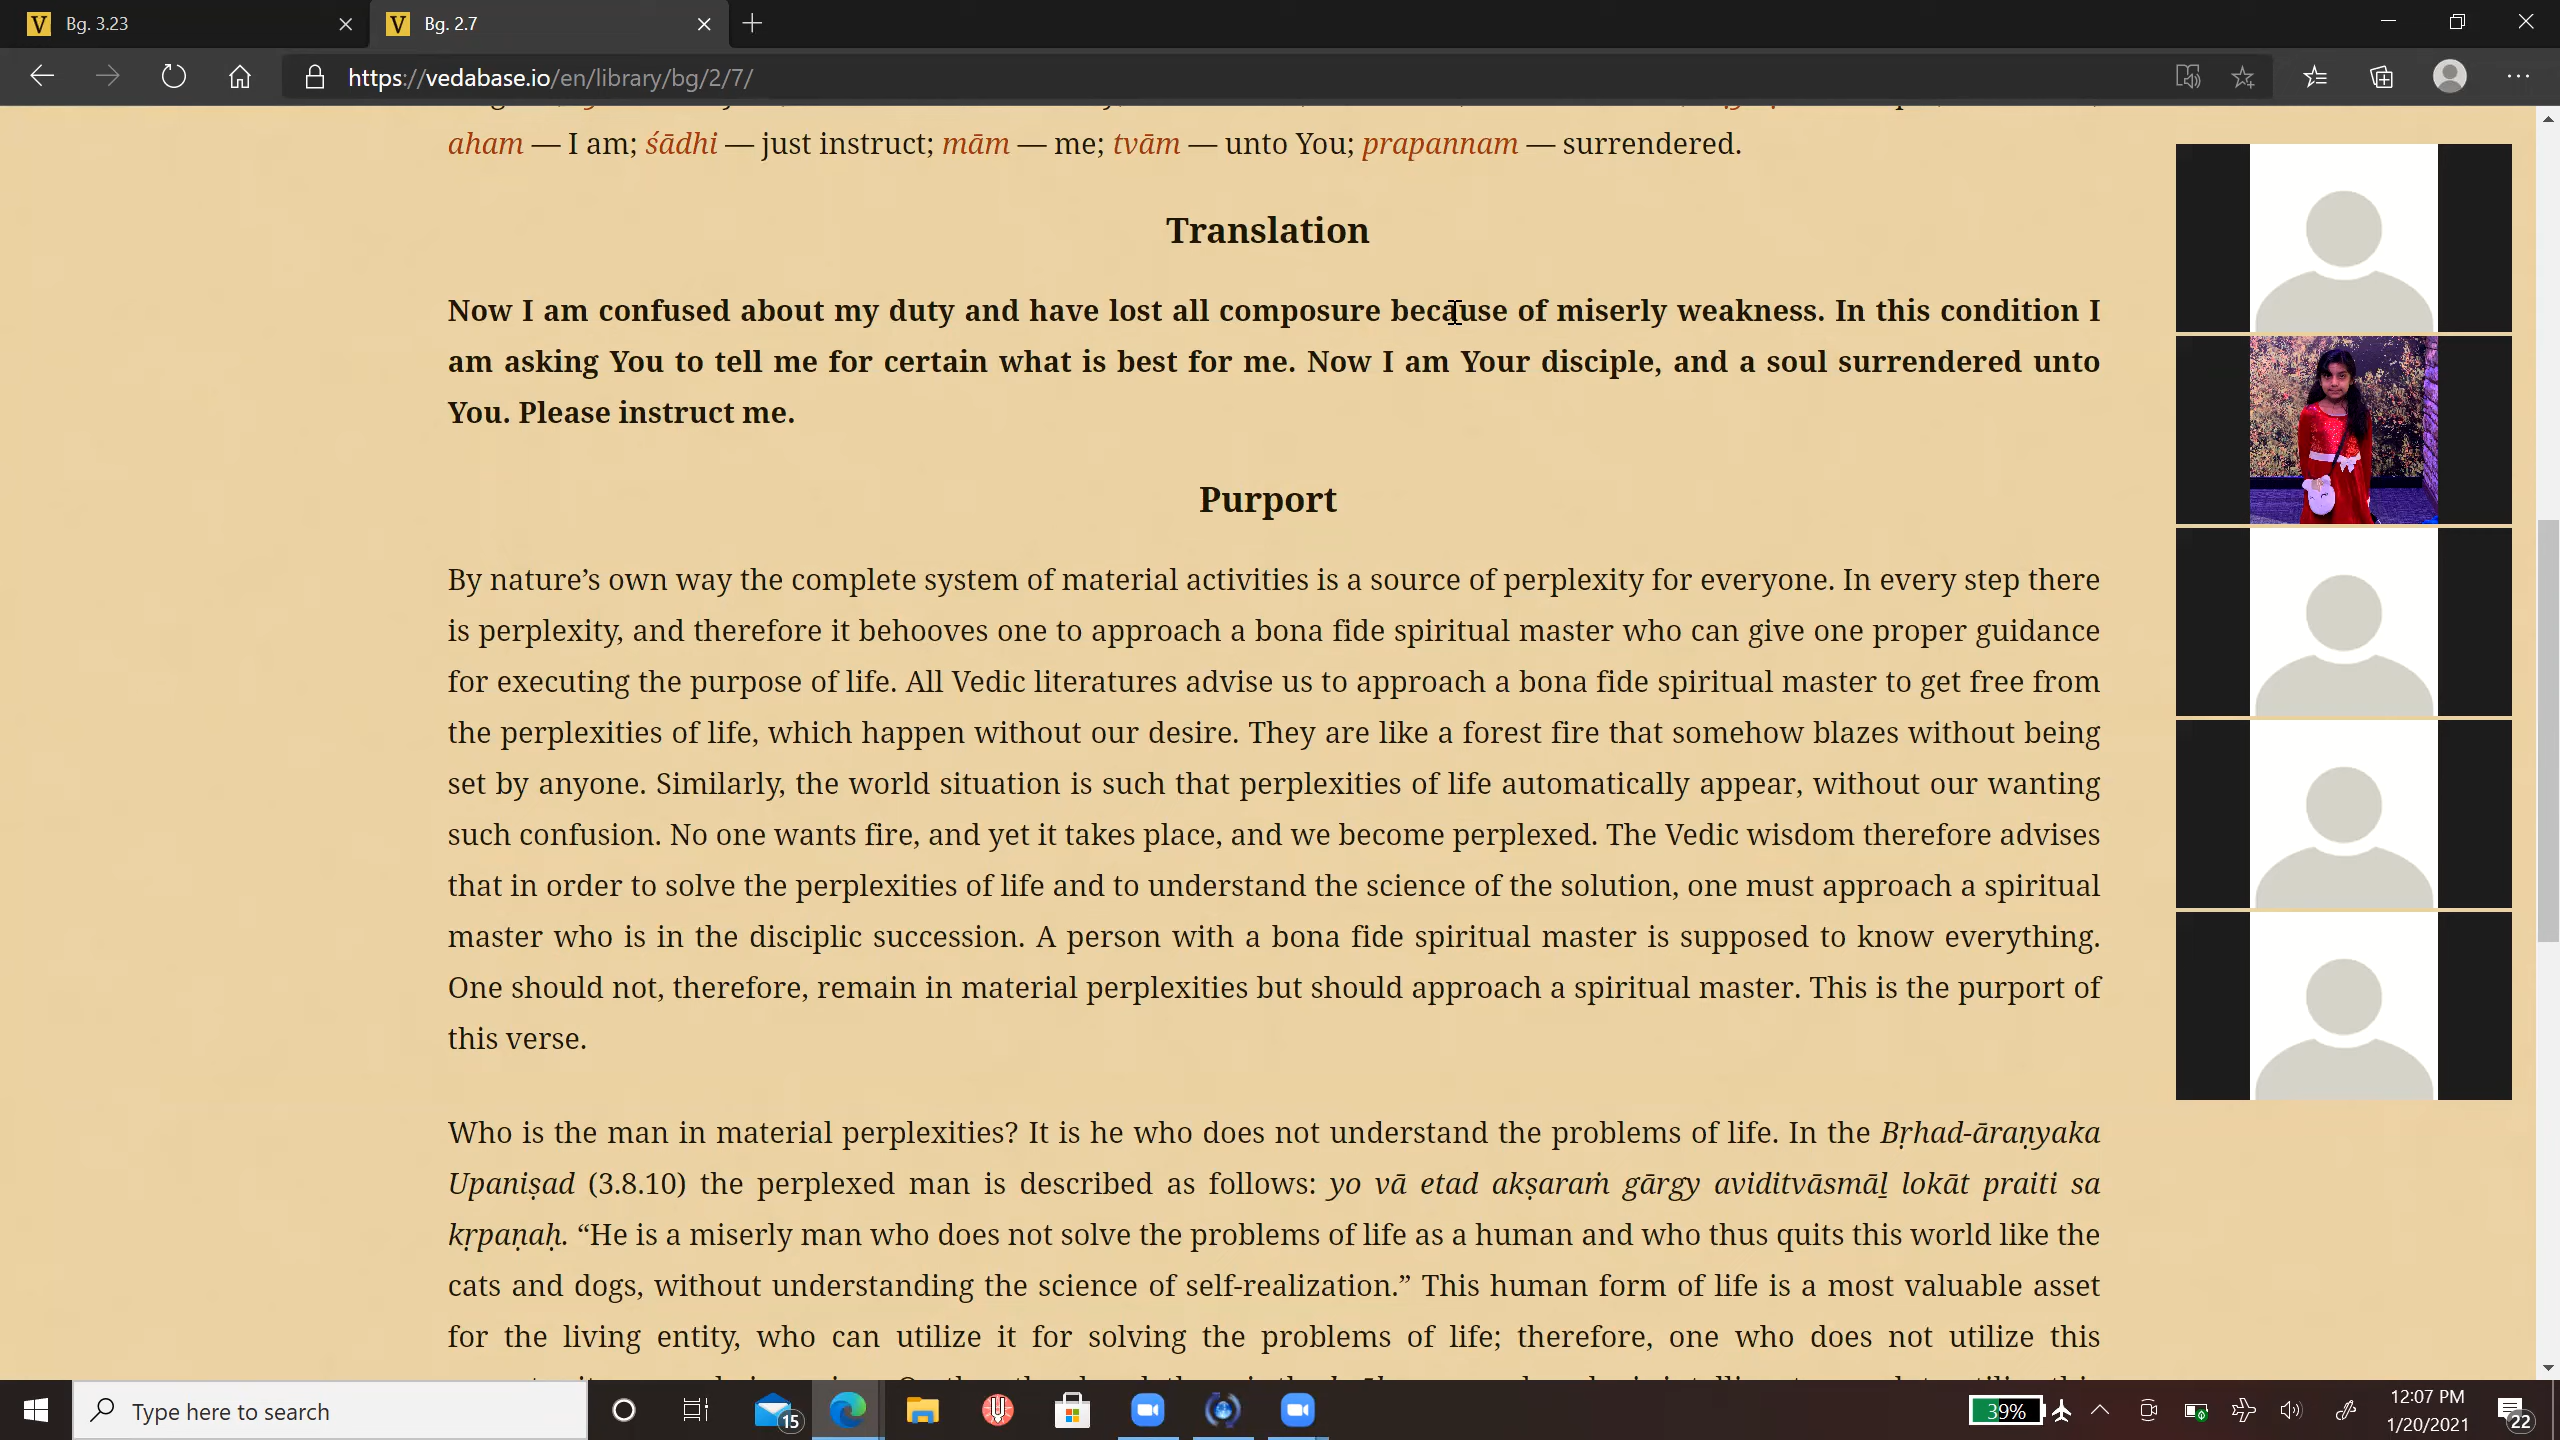 Bg. 3.23
Bg. 2.7
https://vedabase.io/en/library/bg/2/7/
aham — I am; śādhi — just instruct; mām — me; tvām — unto You; prapannam — surrendered.
Translation
Now I am confused about my duty and have lost all composure because of miserly weakness. In this condition I
am asking You to tell me for certain what is best for me. Now I am Your disciple, and a soul surrendered unto
You. Please instruct me.
Purport
By nature’s own way the complete system of material activities is a source of perplexity for everyone. In every step there
is perplexity, and therefore it behooves one to approach a bona fide spiritual master who can give one proper guidance
for executing the purpose of life. All Vedic literatures advise us to approach a bona fide spiritual master to get free from
the perplexities of life, which happen without our desire. They are like a forest fire that somehow blazes without being
set by anyone. Similarly, the world situation is such that perplexities of life automatically appear, without our wanting
such confusion. No one wants fire, and yet it takes place, and we become perplexed. The Vedic wisdom therefore advises
that in order to solve the perplexities of life and to understand the science of the solution, one must approach a spiritual
master who is in the disciplic succession. A person with a bona fide spiritual master is supposed to know everything.
One should not, therefore, remain in material perplexities but should approach a spiritual master. This is the purport of
this verse.
Who is the man in material perplexities? It is he who does not understand the problems of life. In the Bṛhad-āraṇyaka
Upaniṣad (3.8.10) the perplexed man is described as follows: yo vā etad akṣaraṁ gārgy aviditvāsmāḻ lokāt praiti sa
kṛpaṇaḥ. “He is a miserly man who does not solve the problems of life as a human and who thus quits this world like the
cats and dogs, without understanding the science of self-realization.” This human form of life is a most valuable asset
for the living entity, who can utilize it for solving the problems of life; therefore, one who does not utilize this
Type here to search
15
39%
12:07 PM
1/20/2021
22